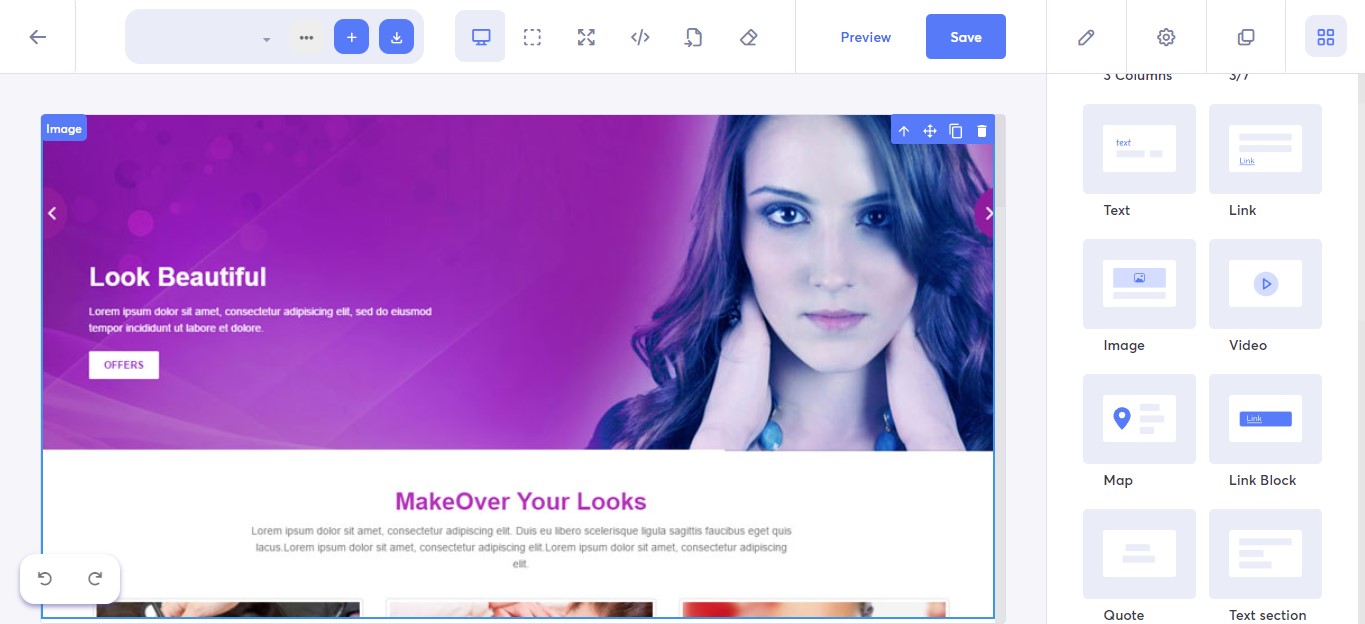 Preview
Save
3 Columns
3/7
Image
text
Link
Text
Link
Look Beautiful
Lorem ipsum dolor sit amet, consectetur adipisicing elit, sed do eiusmod
tempor incididunt ut labore et dolore.
OFFERS
Image
Video
Link
Map
Link Block
MakeOver Your Looks
Lorem ipsum dolor sit amet, consectetur adipiscing elit. Duis eu libero scelerisque ligula sagittis faucibus eget quis
lacus.Lorem ipsum dolor sit amet, consectetur adipiscing elit.Lorem ipsum dolor sit amet, consectetur adipiscing
elit.
Quote
Text section